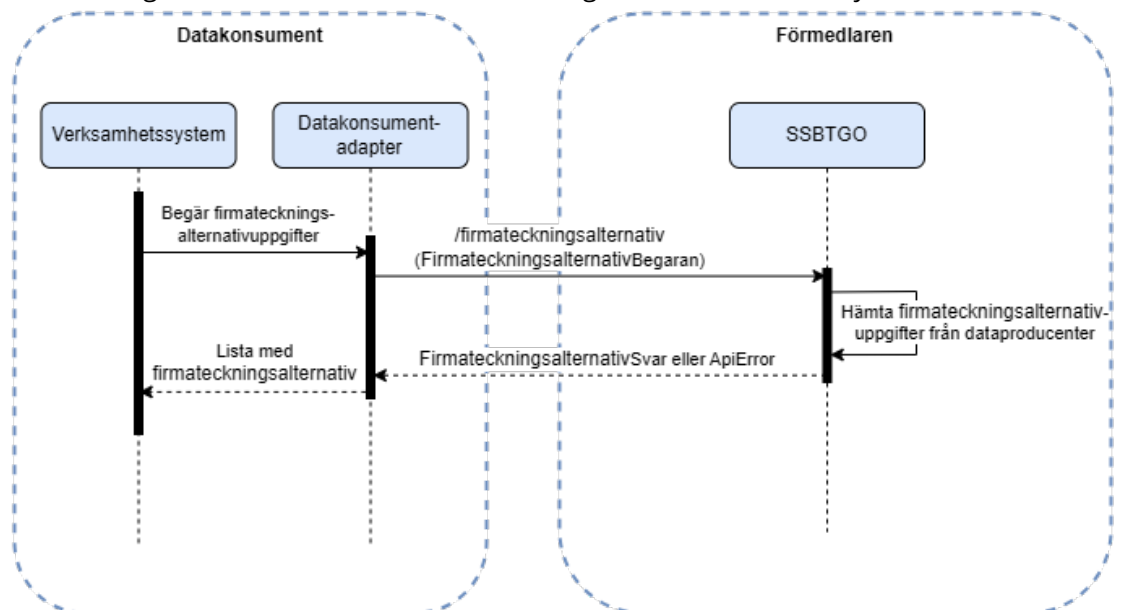 Datakonsument
Förmedlaren
Verksamhetssystem
Datakonsument-
adapter
SSBTGO
Begär firmatecknings-
alternativuppgifter
/firmateckningsalternativ
(FirmateckningsalternativBegaran)
Hämta firmateckningsalternativ-
uppgifter från dataproducenter
FirmateckningsalternativSvar eller ApiError
Lista med
firmateckningsalternativ